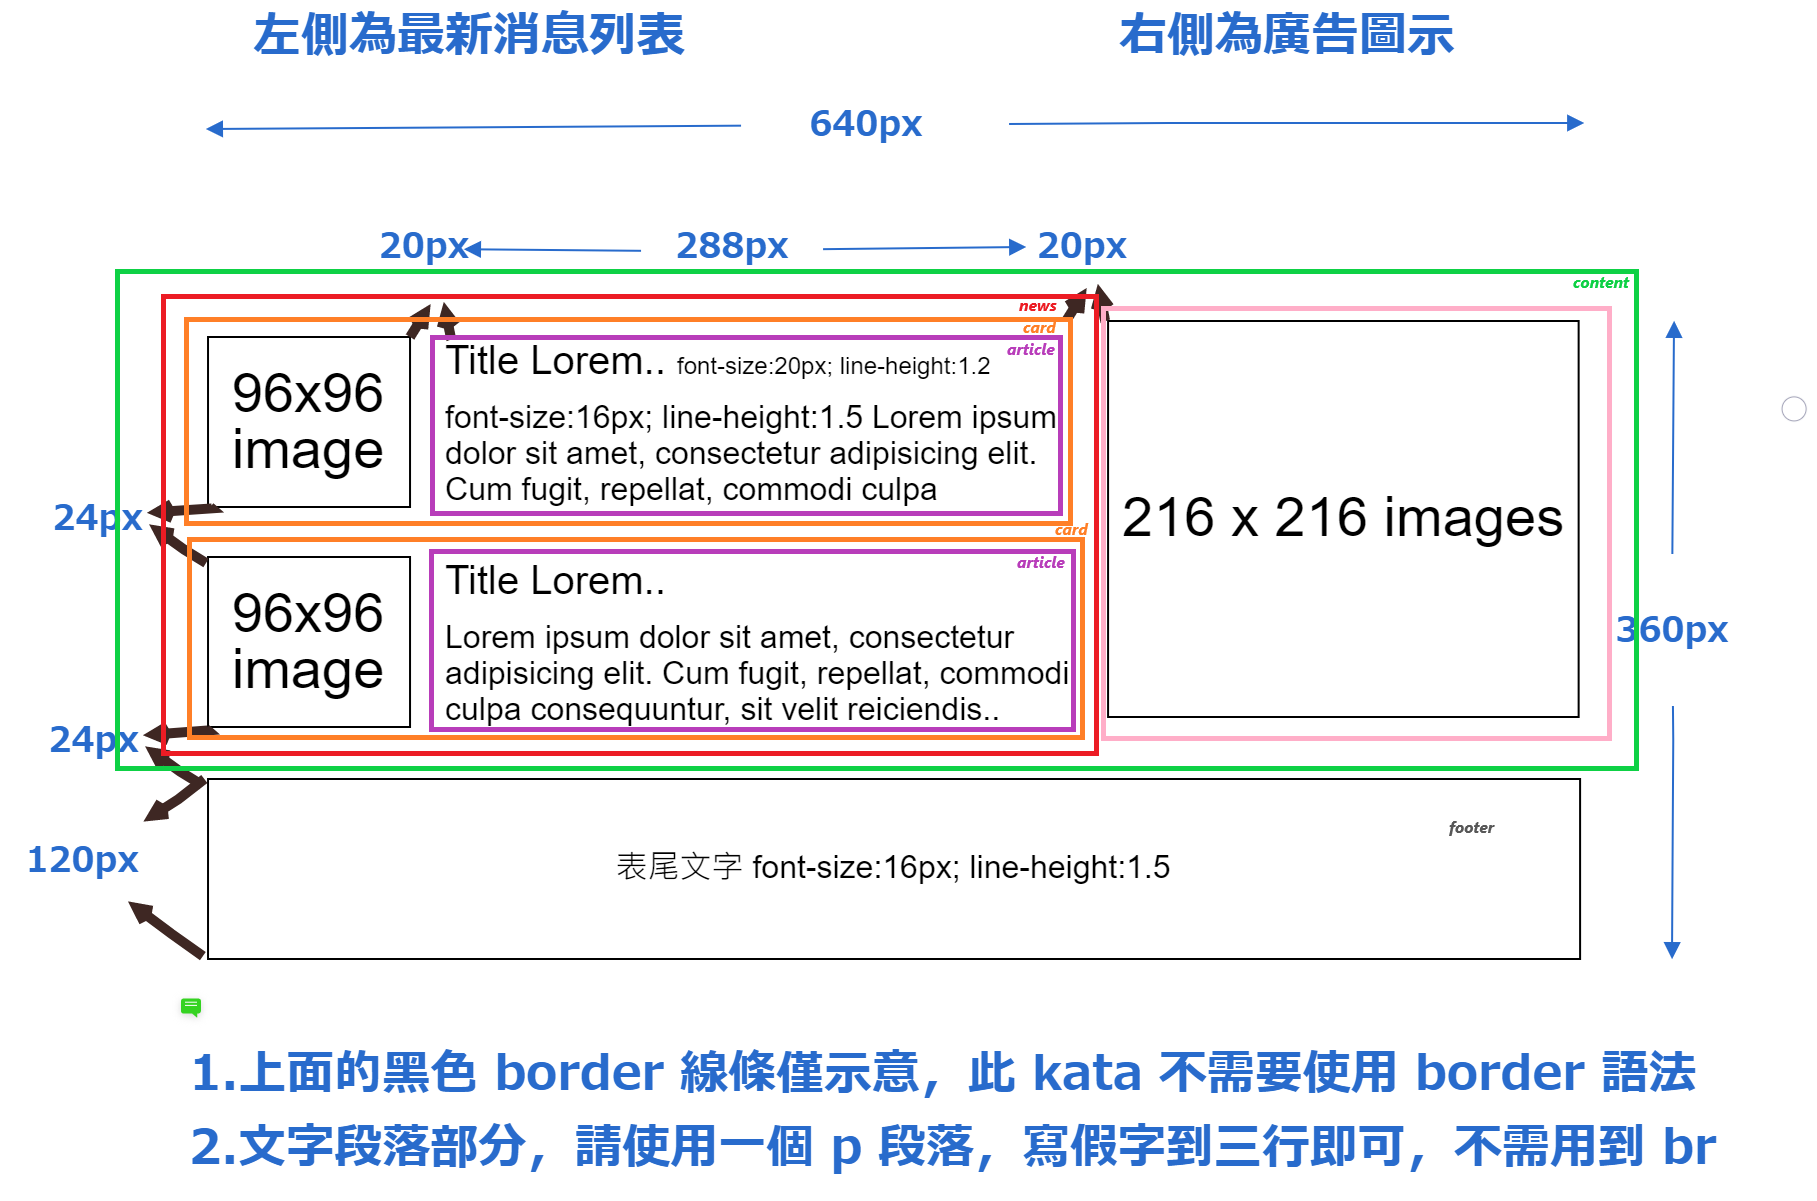 左側為最新消息列表
右側為廣告圖示
640px
20px
288px
20px
content
news
card
article
96x96
image
Title Lorem.. font-size:20px; line-height:1.2
font-size:16px; line-height:1.5 Lorem ipsum
dolor sit amet, consectetur adipisicing elit.
Cum fugit, repellat, commodi culpa
216 x 216 images
24px
card
article
96x96
image
Title Lorem..
Lorem ipsum dolor sit amet, consectetur
adipisicing elit. Cum fugit, repellat, commodi
culpa consequuntur, sit velit reiciendis..
360px
24px
footer
120px
表尾文字 font-size:16px; line-height:1.5
1.上面的黑色 border 線條僅示意，此 kata 不需要使用 border 語法
2.文字段落部分，請使用一個 p 段落，寫假字到三行即可，不需用到 br